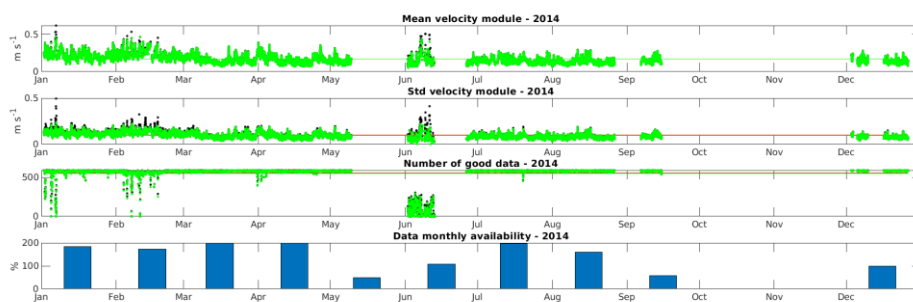 Mean velocity module - 2014
0.5
m s-1
0
Jan Feb Mar Apr May Jun Jul Aug Sep Oct Nov Dec
Std velocity module - 2014
0.5
m s-1
0
Jan Feb Mar Apr May Jun Jul Aug Sep Oct Nov Dec
Number of good data - 2014
500
0
Jan Feb Mar Apr May Jun Jul Aug Sep Oct Nov Dec
Data monthly availability - 2014
200
%
100
0
Jan Feb Mar Apr May Jun Jul Aug Sep Oct Nov Dec